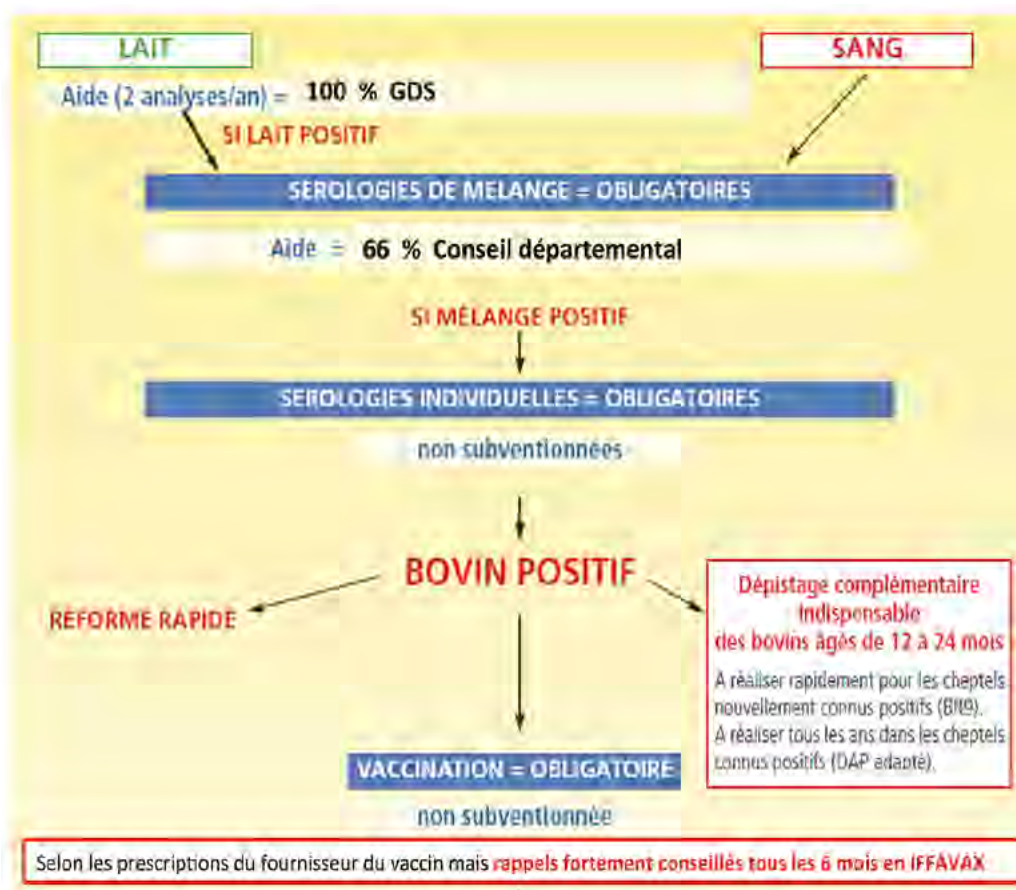 LAIT
SANG
Aide (2 analyses/an) = 100 % GDS
SI LAIT POSITIF
SEROLOGIES DE MELANGE = OBLIGATOIRES
Aide = 66 % Conseil départemental
SI MÉLANGE POSITIF
SEROLOGIES INDIVIDUELLES = OBLIGATOIRES
non subventionnées
BOVIN POSITIF
RÉFORME RAPIDE
Dépistage complémentaire
indispensable
des bovins âgés de 12 à 24 mois
A réaliser rapidement pour les cheptels
nouvellement connus positifs (BN9).
A réaliser tous les ans dans les cheptels
connus positifs (DAP adapté).
VACCINATION = OBLIGATOIRE
non subventionnée
Selon les prescriptions du fournisseur du vaccin mais rappels fortement conseillés tous les 6 mois en IFFAVAX